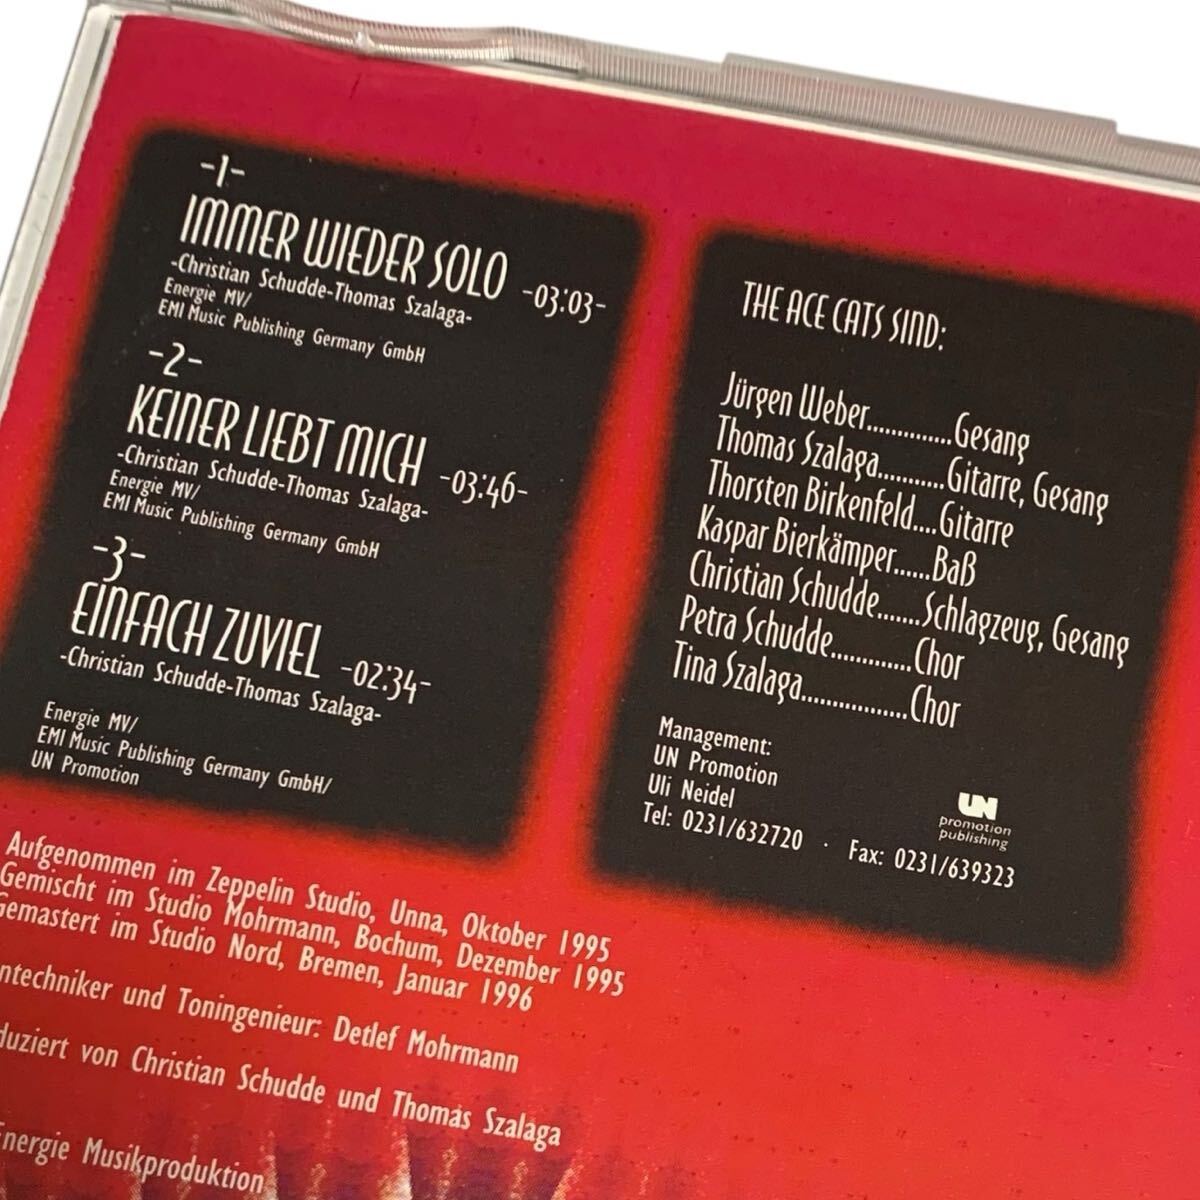 -1-
IMMER WIEDER SOLO -03:03-
-Christian Schudde-Thomas Szalaga-
Energie MV/
EMI Music Publishing Germany GmbH
-2-
KEINER LIEBT MICH -03:46-
-Christian Schudde-Thomas Szalaga-
Energie MV/
EMI Music Publishing Germany GmbH
-3-
EINFACH ZUVIEL -02:34-
-Christian Schudde-Thomas Szalaga-
Energie MV/
EMI Music Publishing Germany GmbH/
UN Promotion
THE ACE CATS SIND:
Jürgen Weber..............Gesang
Thomas Szalaga...........Gitarre, Gesang
Thorsten Birkenfeld....Gitarre
Kaspar Bierkämper......Baß
Christian Schudde.......Schlagzeug, Gesang
Petra Schudde.............Chor
Tina Szalaga.................Chor
Management:
UN Promotion
Uli Neidel
Tel: 0231/632720 · Fax: 0231/639323
UN
promotion
publishing
Aufgenommen im Zeppelin Studio, Unna, Oktober 1995
Gemischt im Studio Mohrmann, Bochum, Dezember 1995
Gemastert im Studio Nord, Bremen, Januar 1996
ntechniker und Toningenieur: Detlef Mohrmann
duziert von Christian Schudde und Thomas Szalaga
Energie Musikproduktion